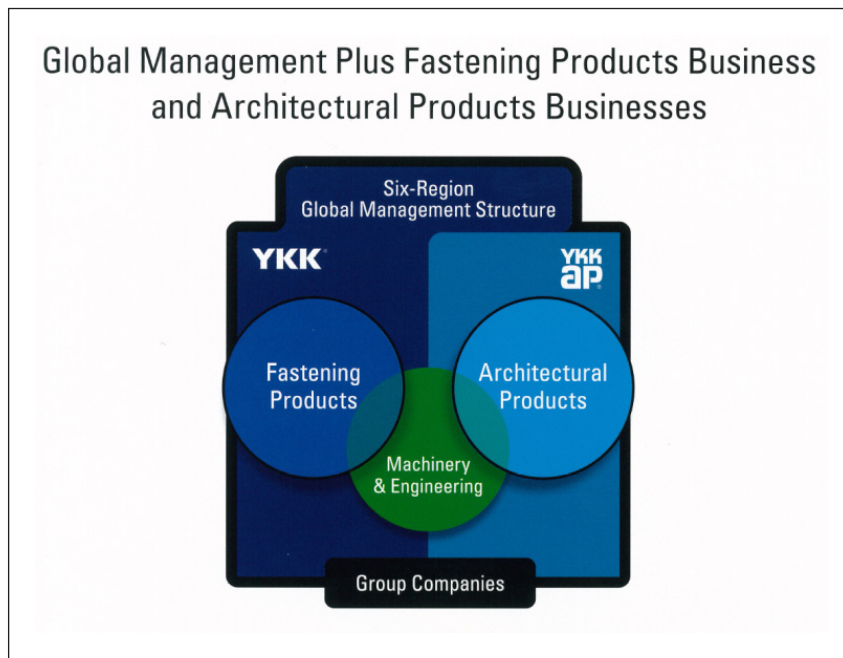 Global Management Plus Fastening Products Business
and Architectural Products Businesses
Six-Region
Global Management Structure
YKK®
YKK
ap®
Fastening
Products
Architectural
Products
Machinery
& Engineering
Group Companies